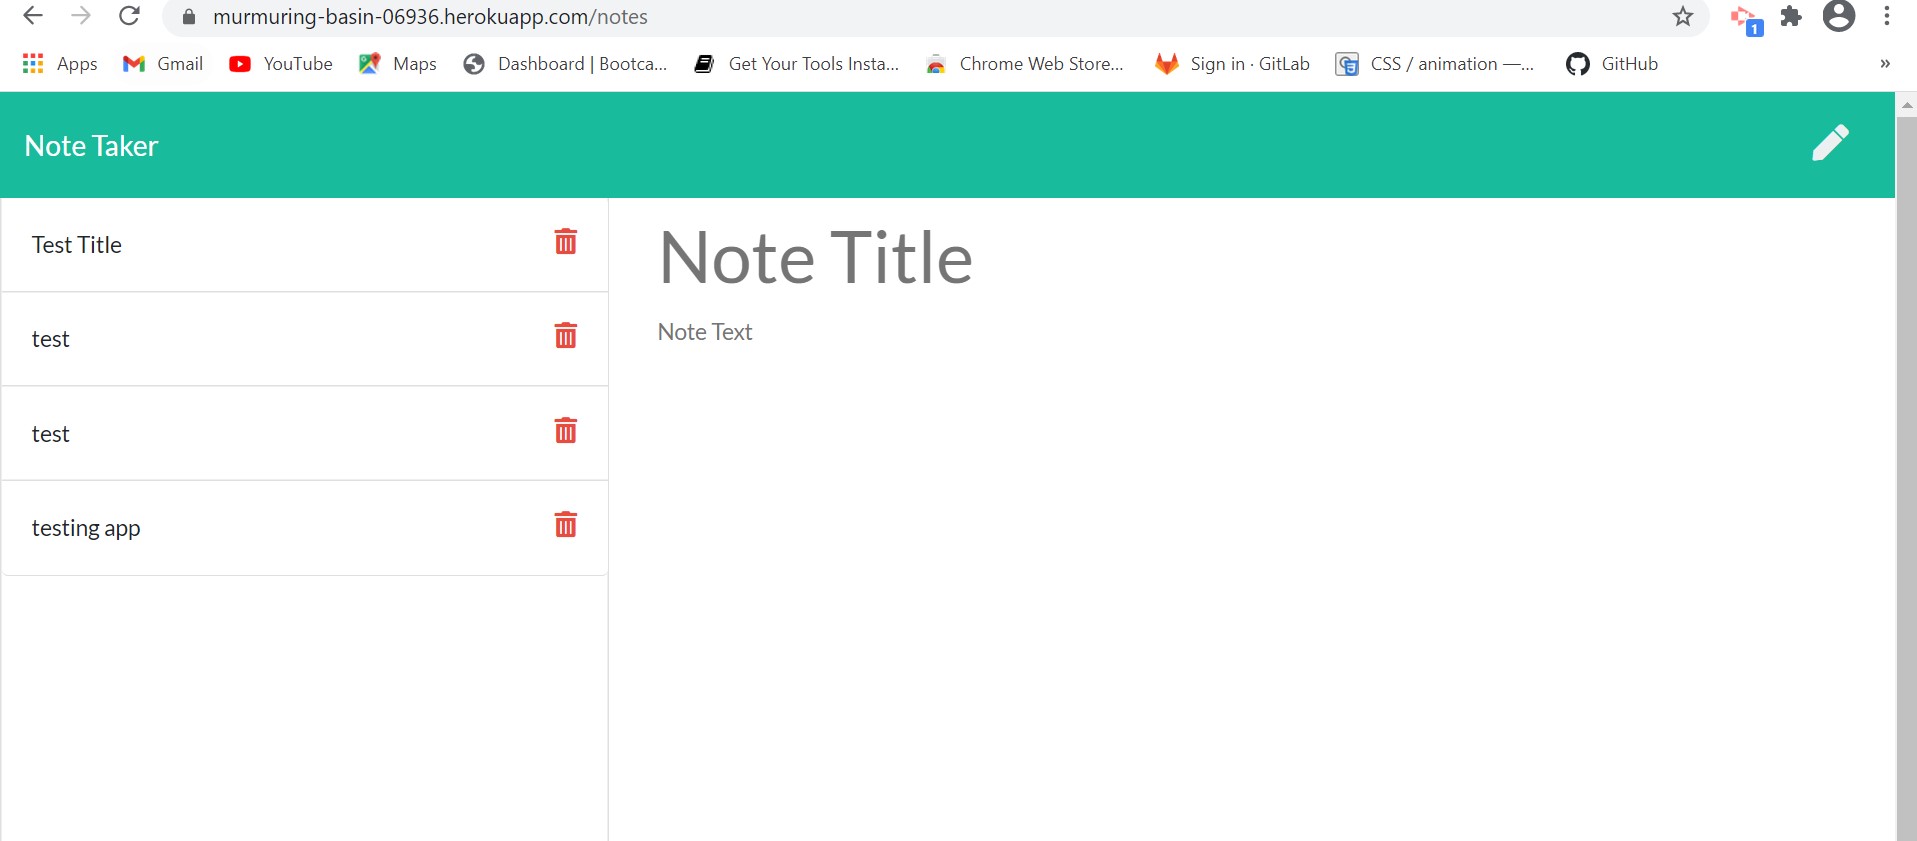 murmuring-basin-06936.herokuapp.com/notes
1
Apps Gmail YouTube Maps Dashboard | Bootca... Get Your Tools Insta... Chrome Web Store... Sign in · GitLab CSS / animation —... GitHub »
Note Taker
Test Title
Note Title
test
Note Text
test
testing app